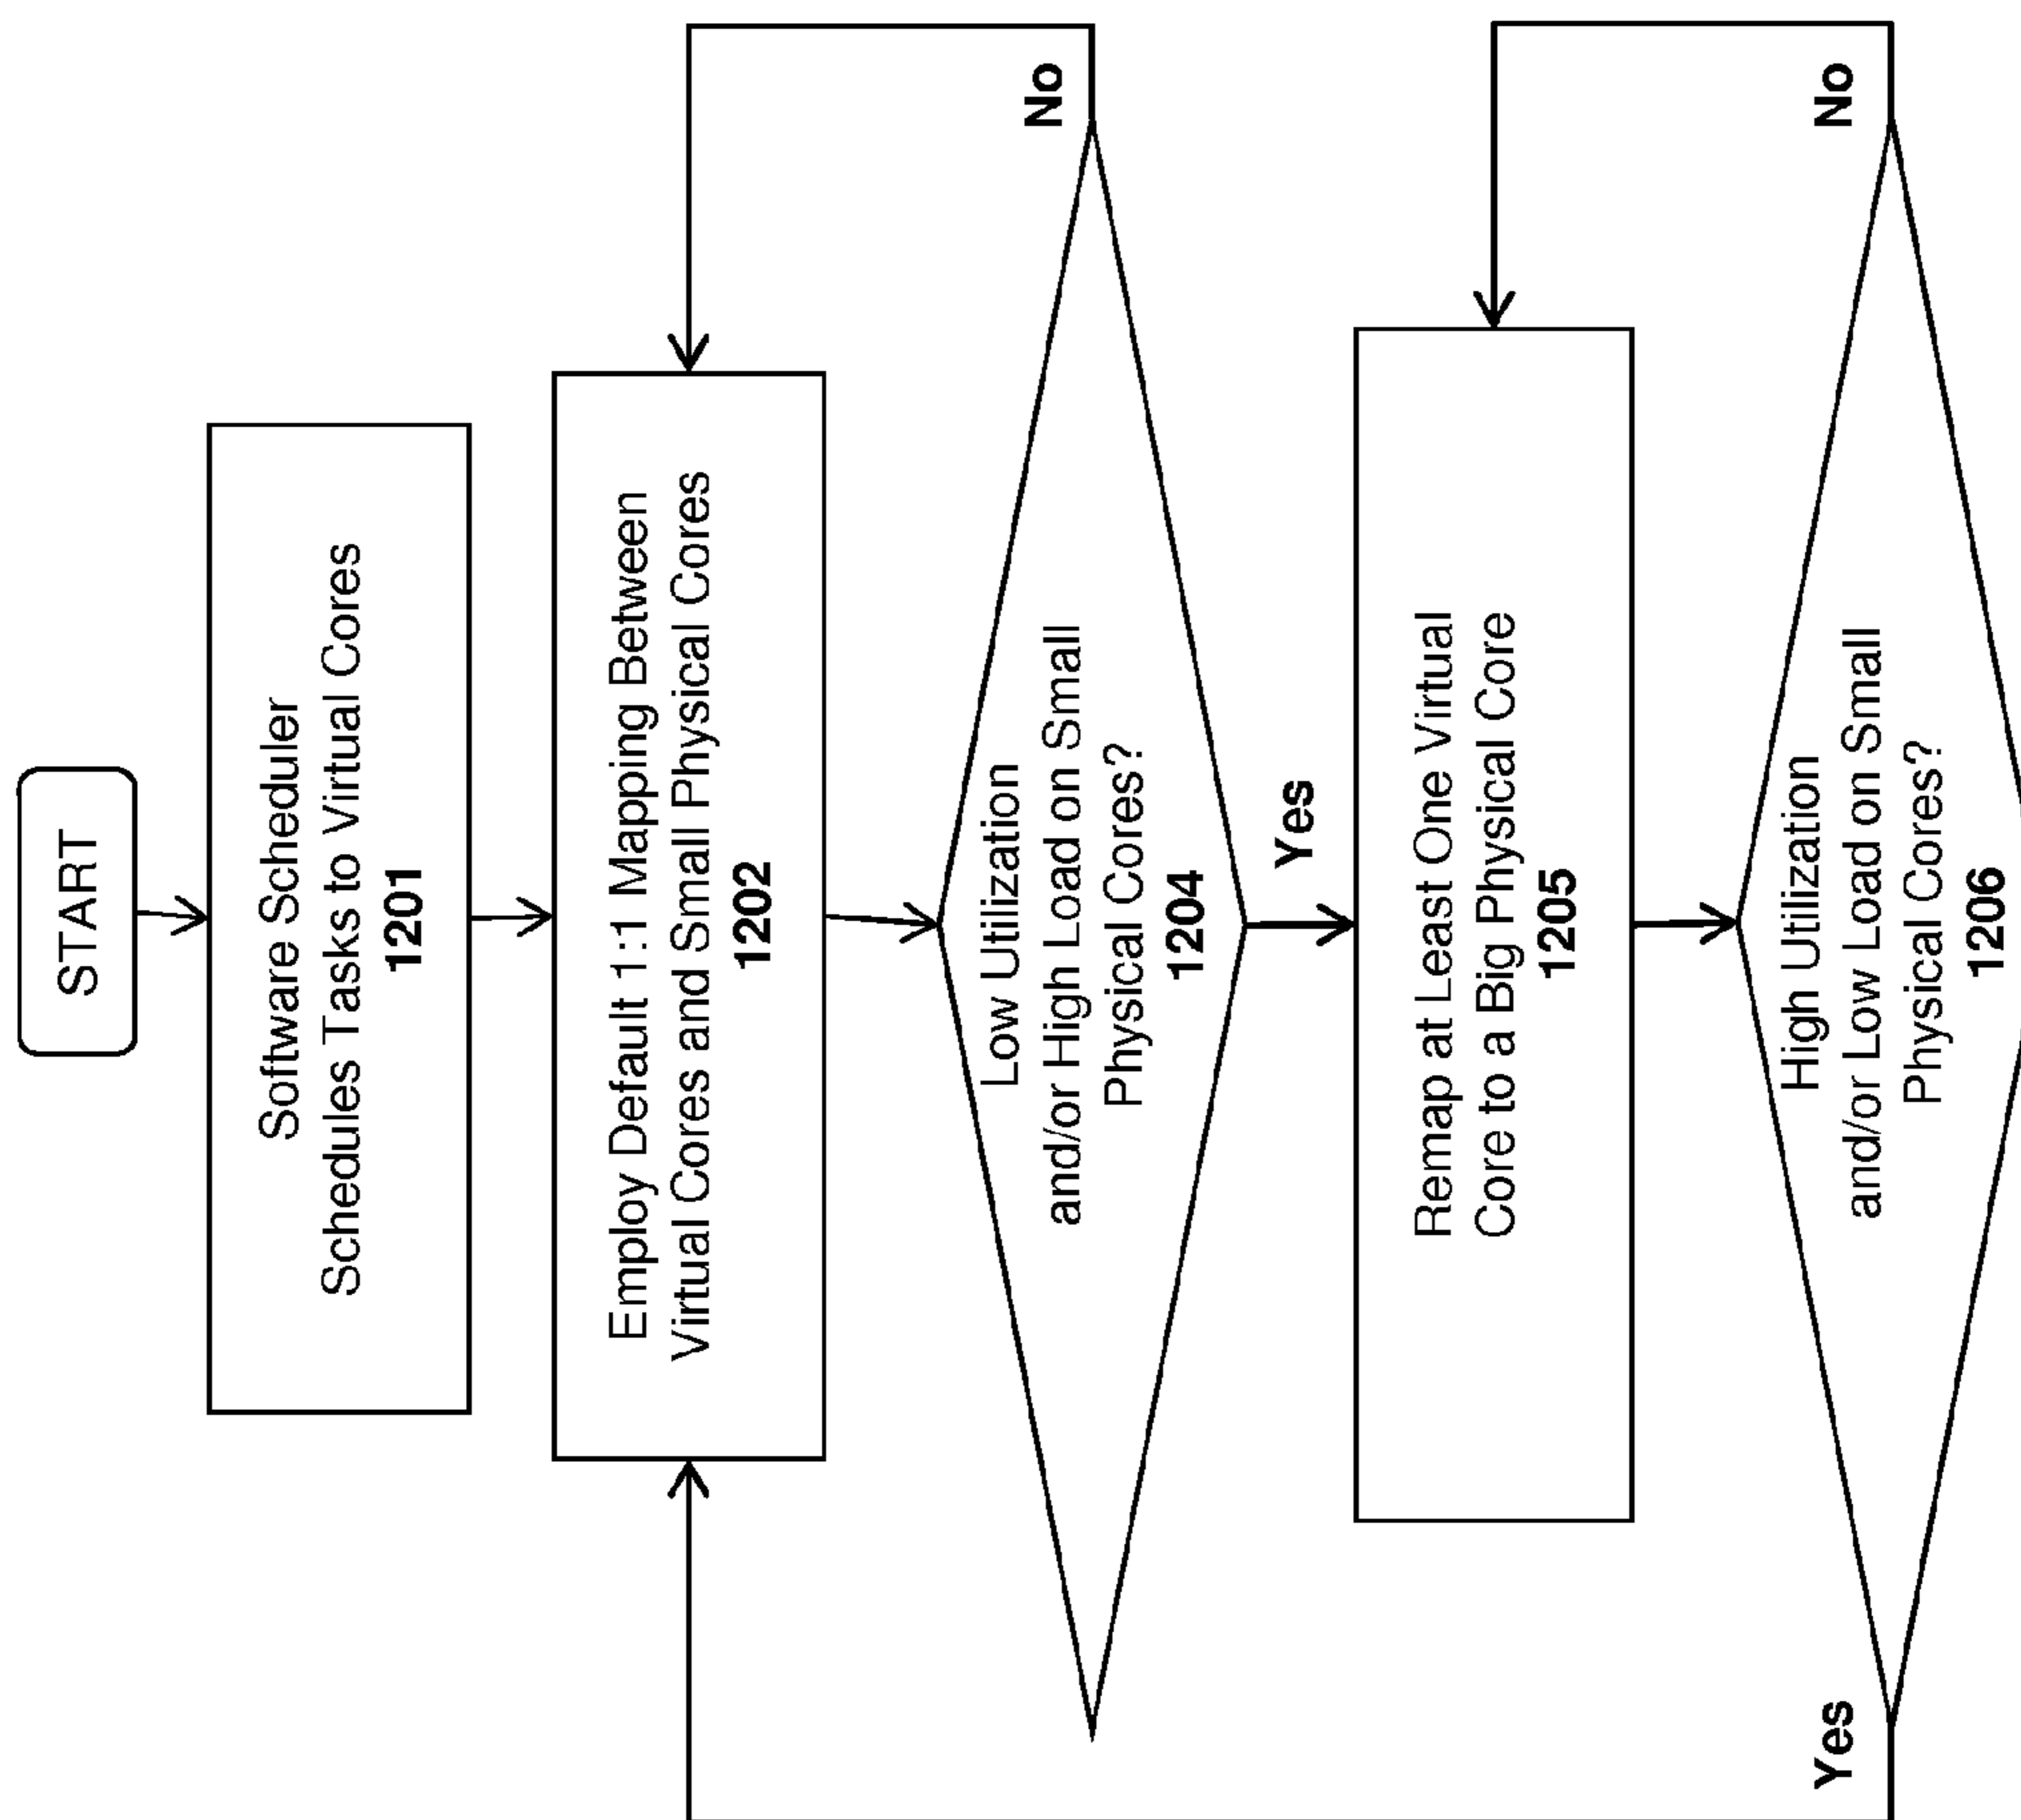 START
Software Scheduler
Schedules Tasks to Virtual Cores
1201
Employ Default 1:1 Mapping Between
Virtual Cores and Small Physical Cores
1202
Low Utilization
and/or High Load on Small
Physical Cores?
1204
No
Yes
Remap at Least One Virtual
Core to a Big Physical Core
1205
High Utilization
and/or Low Load on Small
Physical Cores?
1206
Yes
No